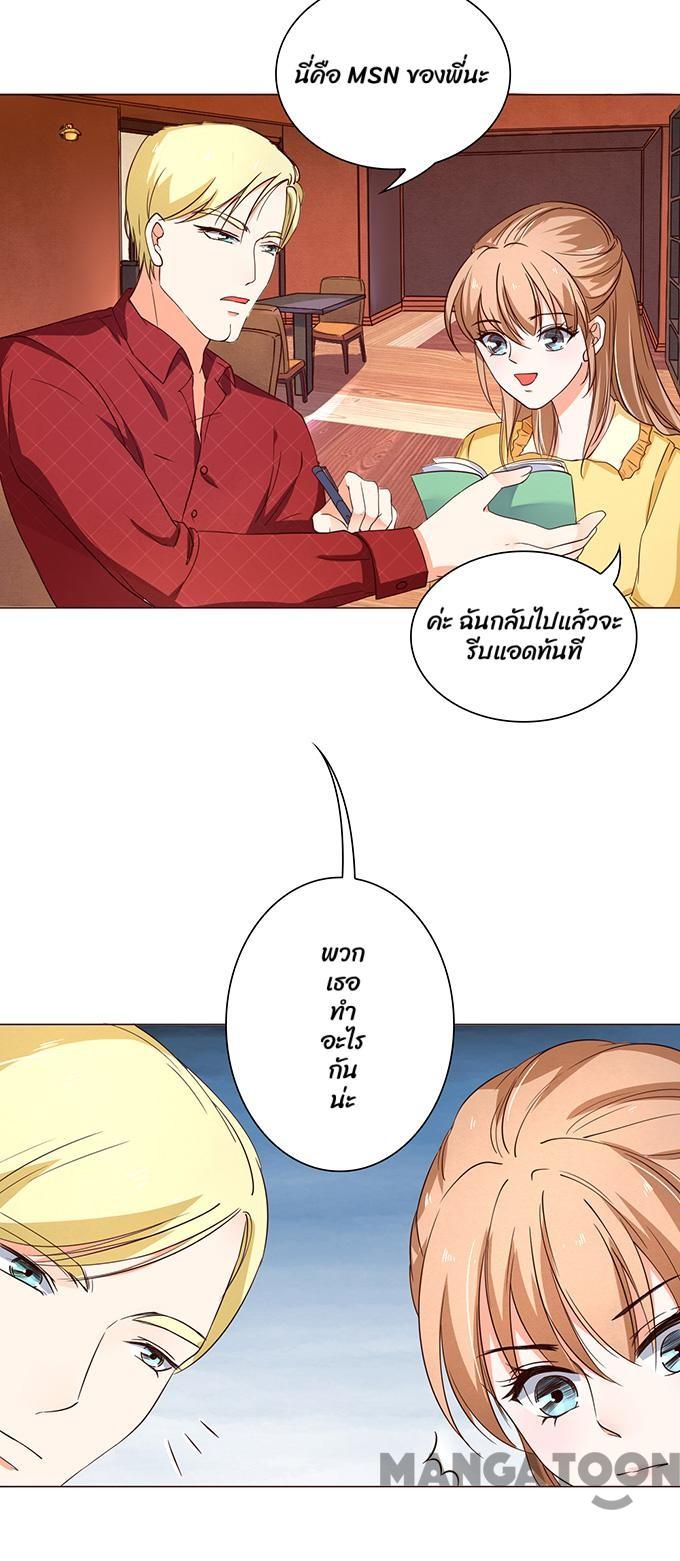 นี่คือ MSN ของพี่นะ
ค่ะ ฉันกลับไปแล้วจะ
รีบแอดทันที
พวก
เธอ
ทำ
อะไร
กัน
น่ะ
MANGATOON